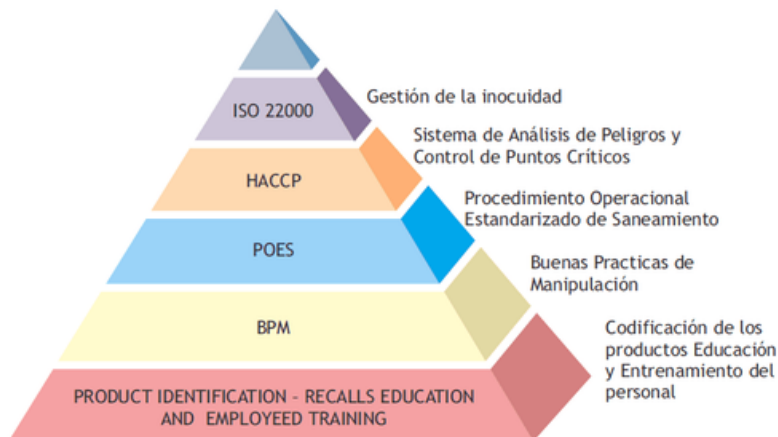 ISO 22000
Gestión de la inocuidad
HACCP
Sistema de Análisis de Peligros y
Control de Puntos Críticos
POES
Procedimiento Operacional
Estandarizado de Saneamiento
BPM
Buenas Practicas de
Manipulación
PRODUCT IDENTIFICATION - RECALLS EDUCATION
AND EMPLOYEED TRAINING
Codificación de los
productos Educación
y Entrenamiento del
personal